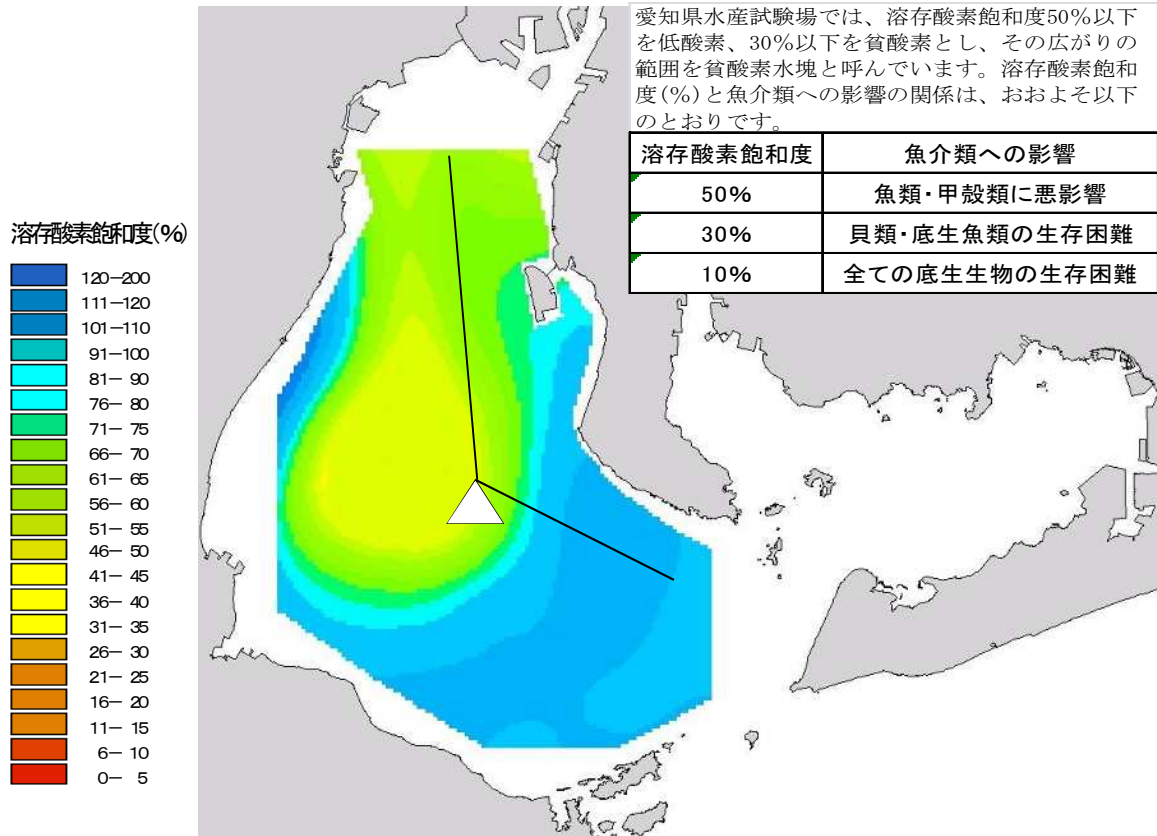 愛知県水産試験場では、溶存酸素飽和度50%以下
を低酸素、30%以下を貧酸素とし、その広がりの
範囲を貧酸素水塊と呼んでいます。溶存酸素飽和
度(%)と魚介類への影響の関係は、おおよそ以下
のとおりです。
溶存酸素飽和度 魚介類への影響
50% 魚類・甲殻類に悪影響
30% 貝類・底生魚類の生存困難
10% 全ての底生生物の生存困難
溶存酸素飽和度(%)
120-200
111-120
101-110
91-100
81- 90
76- 80
71- 75
66- 70
61- 65
56- 60
51- 55
46- 50
41- 45
36- 40
31- 35
26- 30
21- 25
16- 20
11- 15
6- 10
0- 5